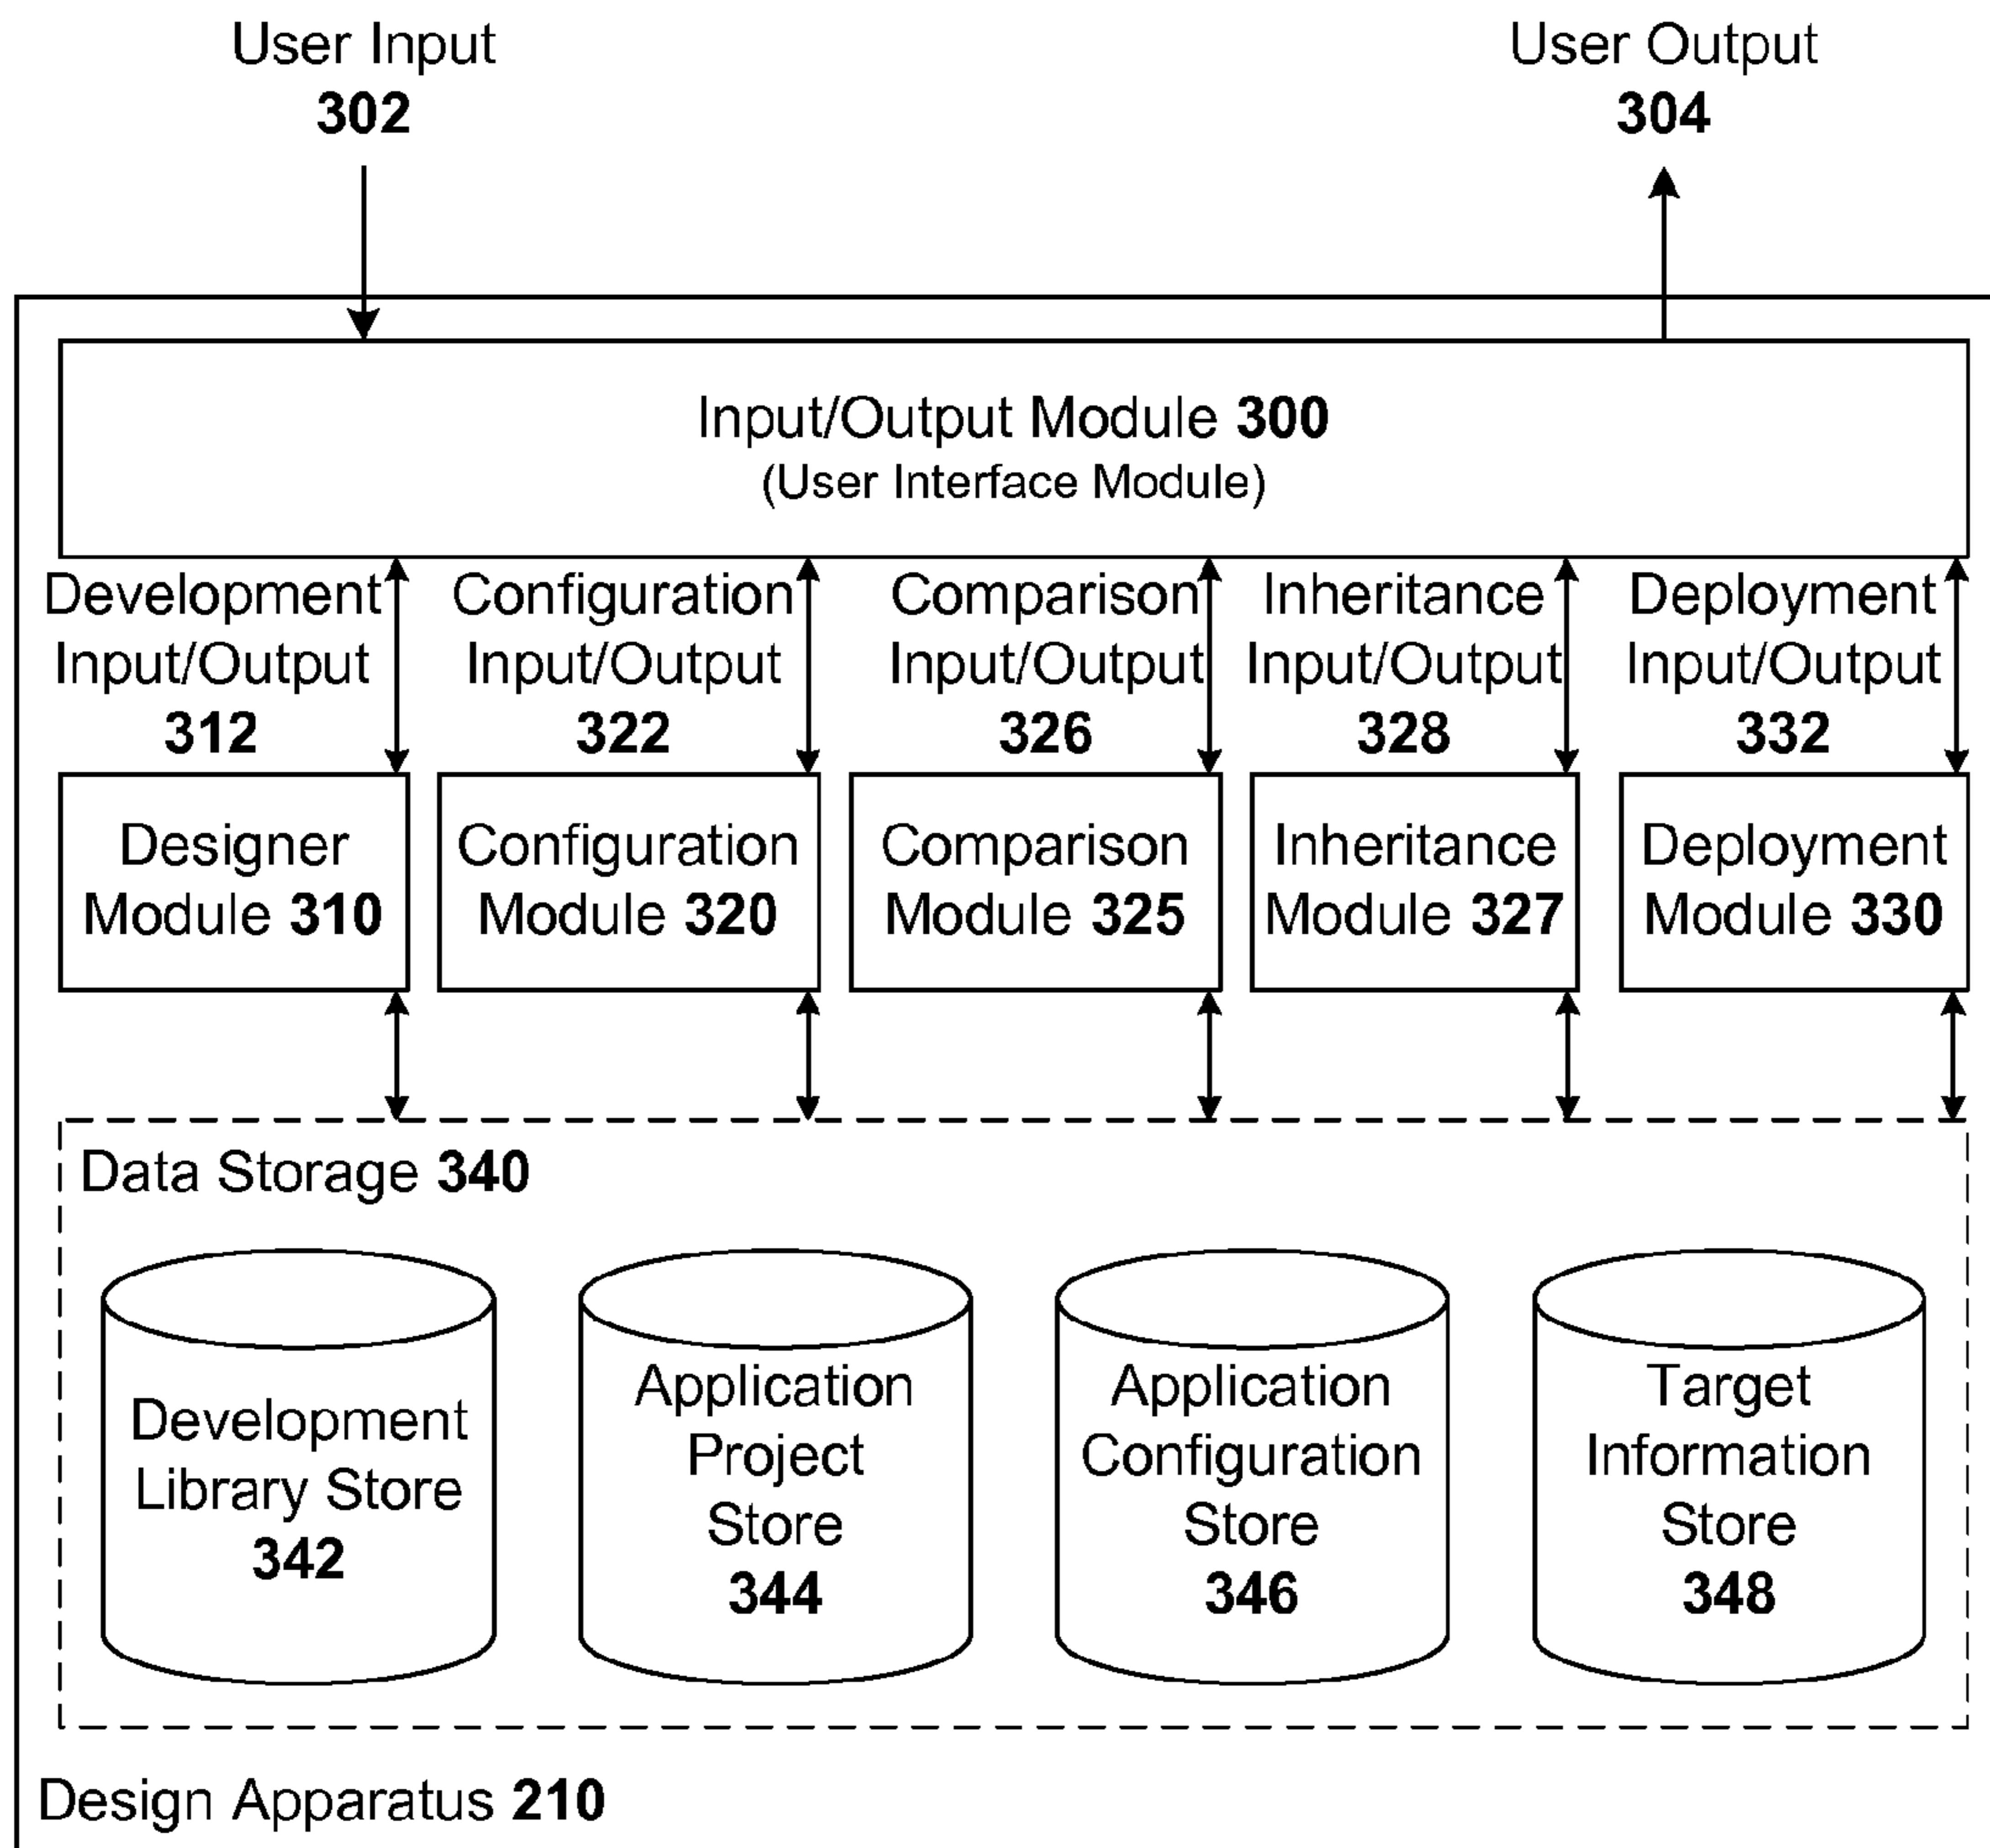 User Input
302
User Output
304
Input/Output Module 300
(User Interface Module)
Development
Input/Output
312
Configuration
Input/Output
322
Comparison
Input/Output
326
Inheritance
Input/Output
328
Deployment
Input/Output
332
Designer
Module 310
Configuration
Module 320
Comparison
Module 325
Inheritance
Module 327
Deployment
Module 330
Data Storage 340
Development
Library Store
342
Application
Project
Store
344
Application
Configuration
Store
346
Target
Information
Store
348
Design Apparatus 210